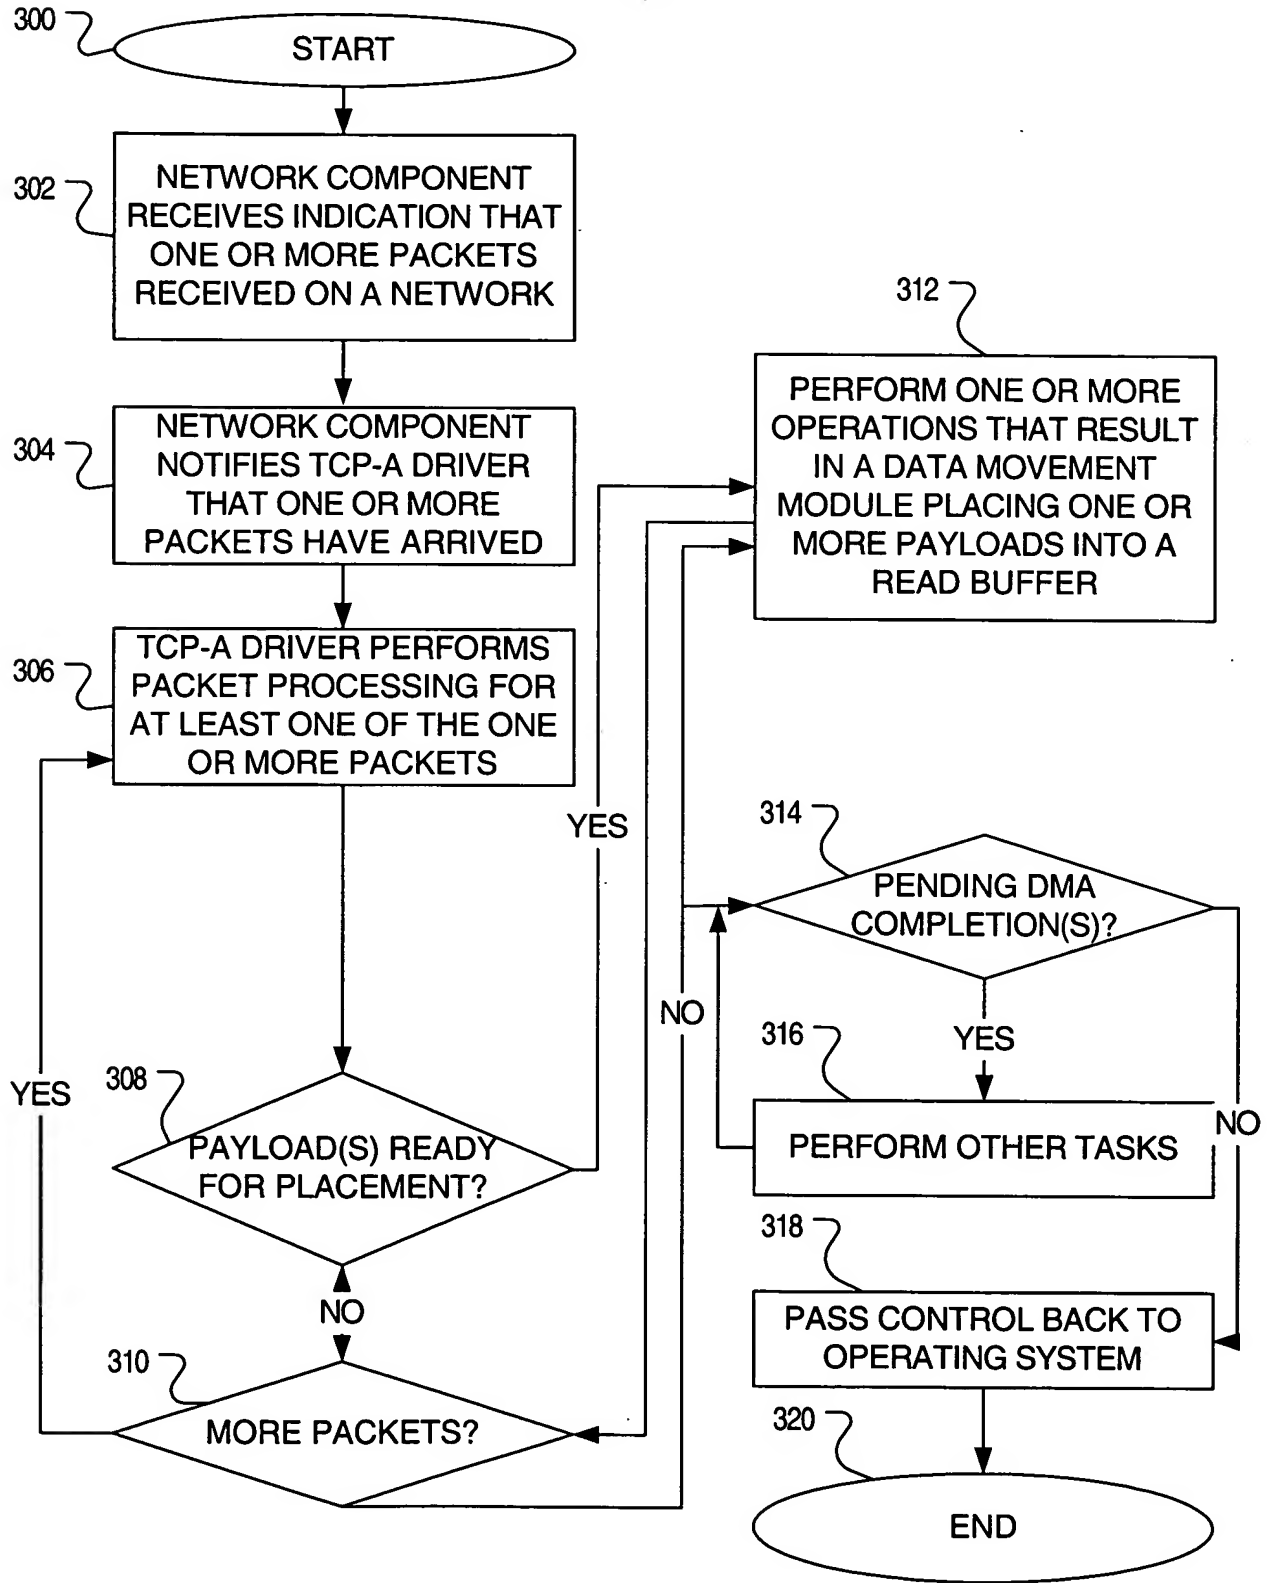 300
START
302
NETWORK COMPONENT
RECEIVES INDICATION THAT
ONE OR MORE PACKETS
RECEIVED ON A NETWORK
304
NETWORK COMPONENT
NOTIFIES TCP-A DRIVER
THAT ONE OR MORE
PACKETS HAVE ARRIVED
306
TCP-A DRIVER PERFORMS
PACKET PROCESSING FOR
AT LEAST ONE OF THE ONE
OR MORE PACKETS
YES
308
PAYLOAD(S) READY
FOR PLACEMENT?
YES
NO
310
MORE PACKETS?
NO
312
PERFORM ONE OR MORE
OPERATIONS THAT RESULT
IN A DATA MOVEMENT
MODULE PLACING ONE OR
MORE PAYLOADS INTO A
READ BUFFER
314
PENDING DMA
COMPLETION(S)?
YES
NO
316
PERFORM OTHER TASKS
318
PASS CONTROL BACK TO
OPERATING SYSTEM
320
END